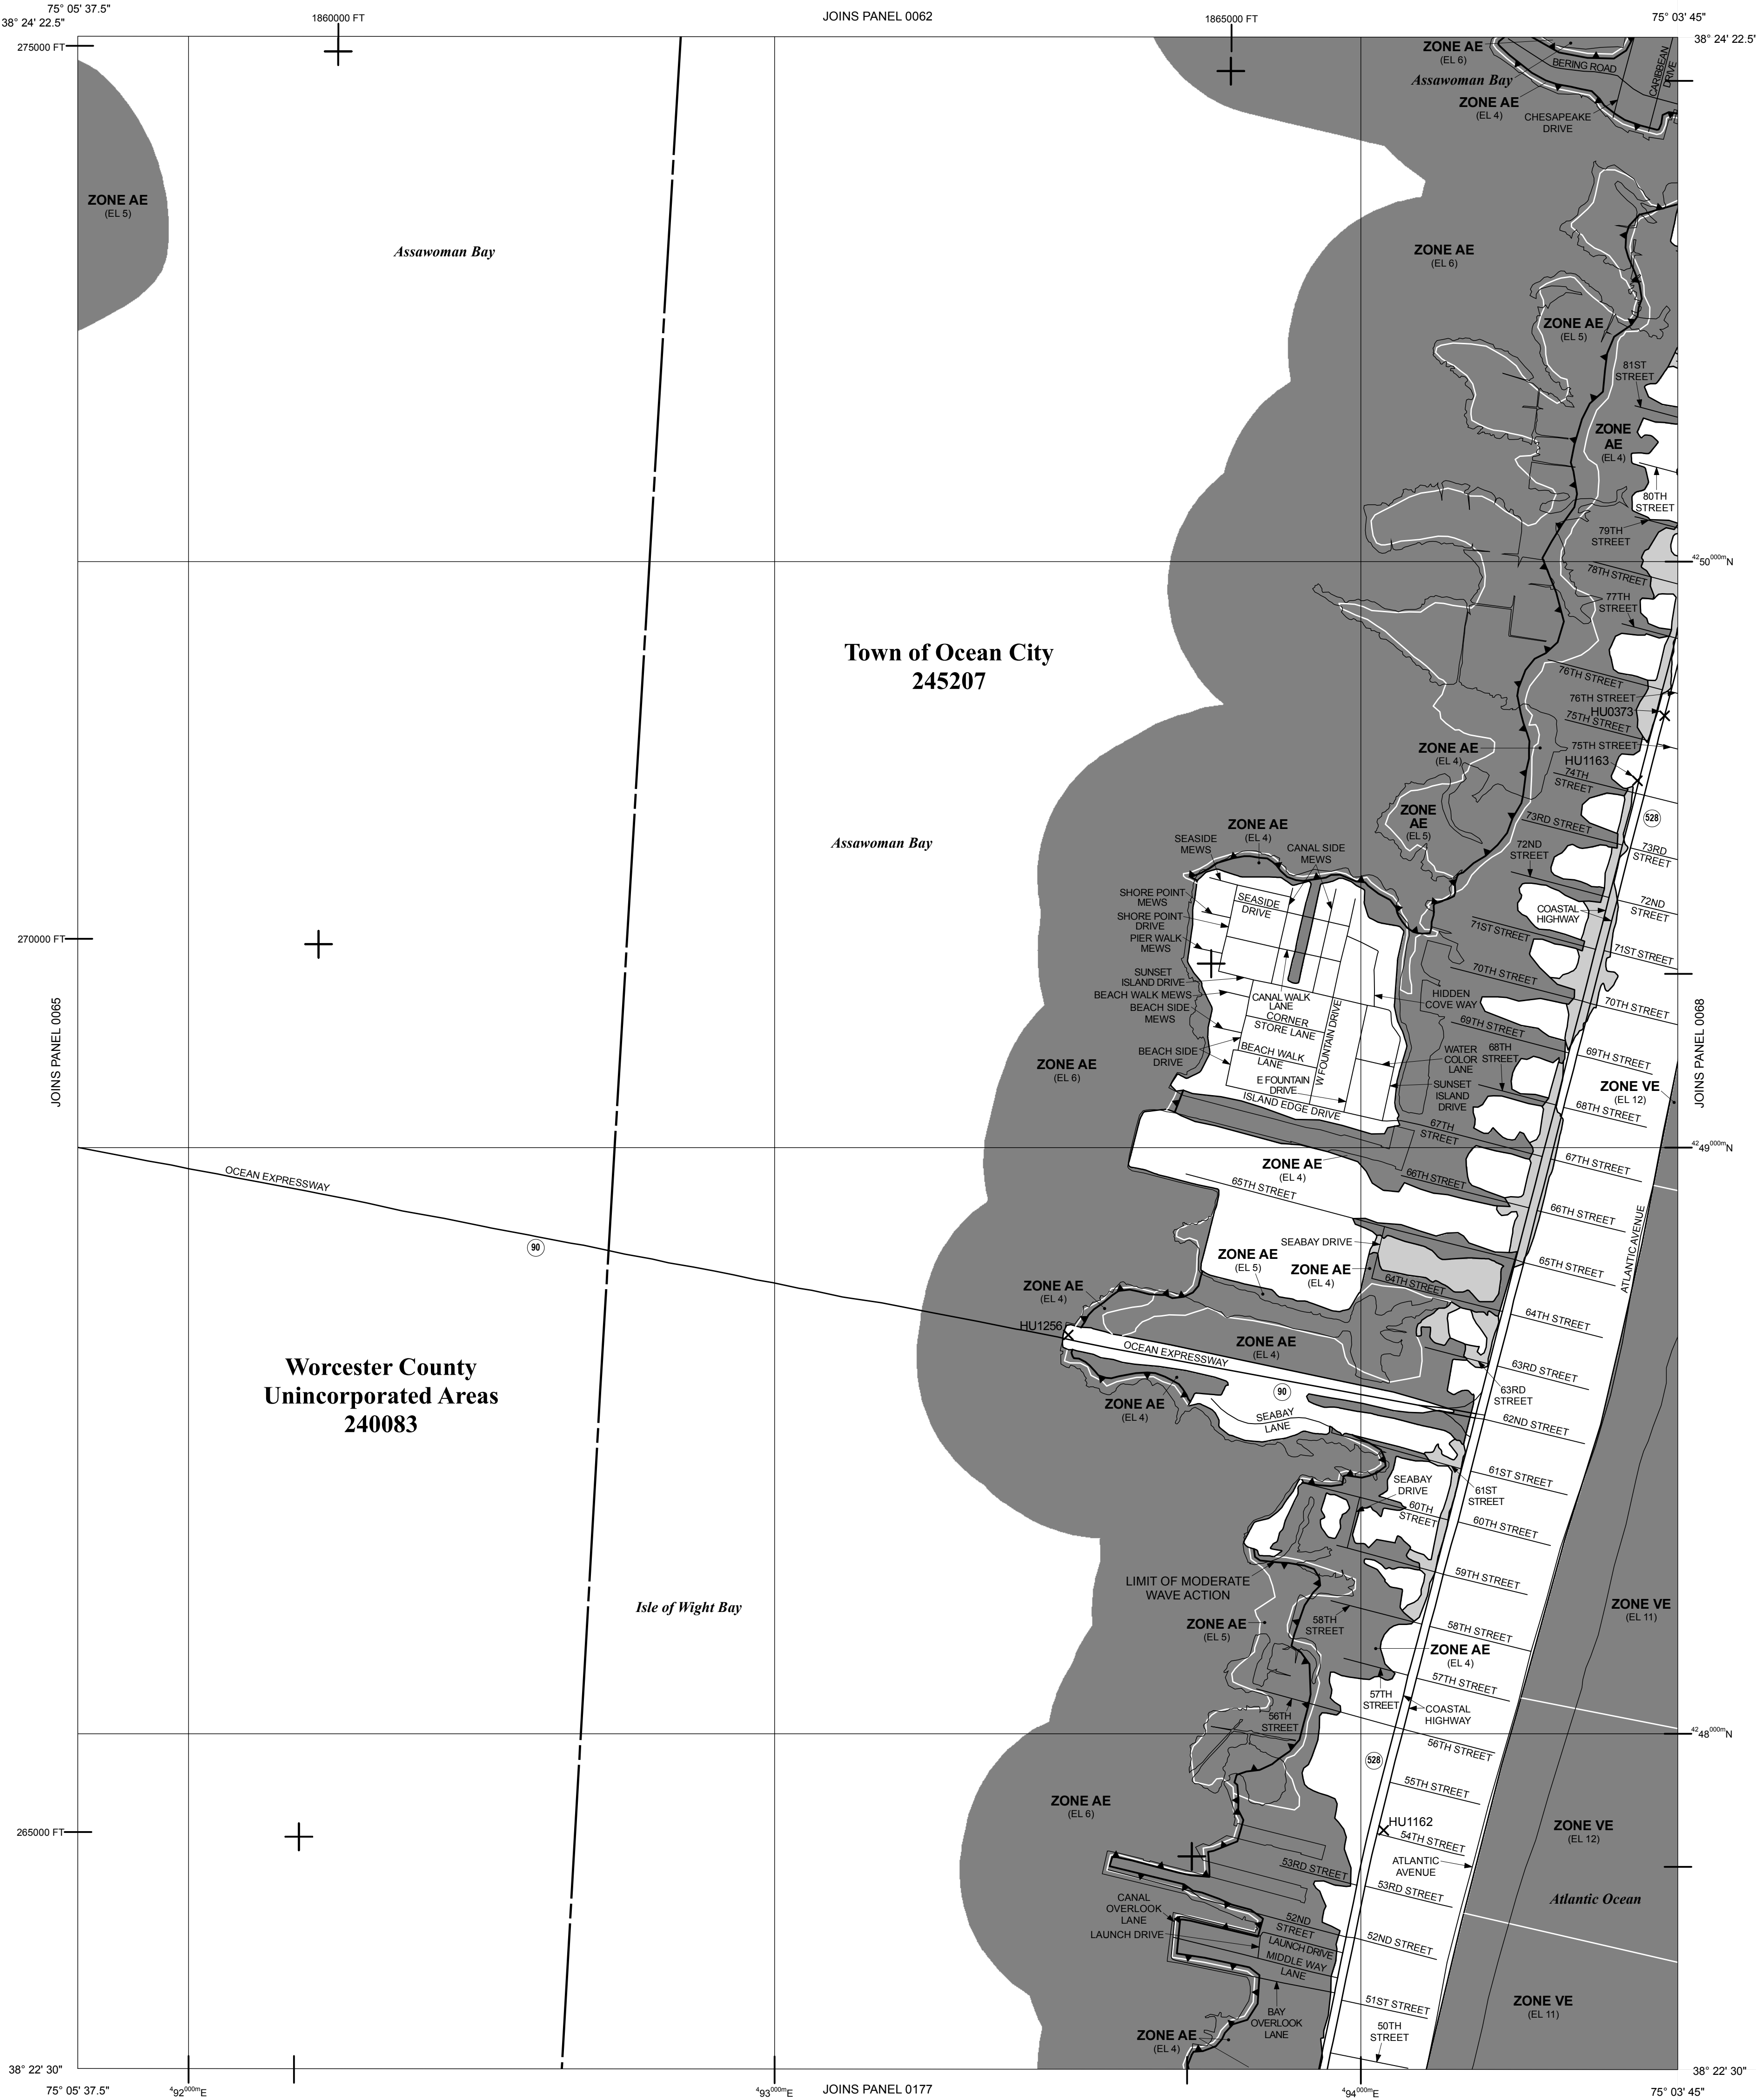 75° 05' 37.5"
38° 24' 22.5"
1860000 FT
JOINS PANEL 0062
1865000 FT
75° 03' 45"
38° 24' 22.5'
275000 FT
ZONE AE
(EL 6)
BERING ROAD
CARIBBEAN
DRIVE
Assawoman Bay
ZONE AE
(EL 4)
CHESAPEAKE
DRIVE
ZONE AE
(EL 5)
Assawoman Bay
ZONE AE
(EL 6)
ZONE AE
(EL 5)
81ST
STREET
ZONE
AE
(EL 4)
80TH
STREET
79TH
STREET
4250000mN
78TH STREET
77TH
STREET
Town of Ocean City
245207
76TH STREET
76TH STREET
HU0373
75TH STREET
75TH STREET
ZONE AE
(EL 4)
HU1163
74TH
STREET
528
ZONE
AE
(EL 5)
73RD STREET
73RD
STREET
Assawoman Bay
ZONE AE
(EL 4)
SEASIDE
MEWS
CANAL SIDE
MEWS
72ND
STREET
72ND
STREET
SHORE POINT
MEWS
SEASIDE
DRIVE
SHORE POINT
DRIVE
PIER WALK
MEWS
COASTAL
HIGHWAY
71ST STREET
71ST STREET
270000 FT
SUNSET
ISLAND DRIVE
70TH STREET
BEACH WALK MEWS
CANAL WALK
LANE
HIDDEN
COVE WAY
70TH STREET
BEACH SIDE
MEWS
CORNER
STORE LANE
W FOUNTAIN DRIVE
69TH STREET
JOINS PANEL 0065
JOINS PANEL 0068
BEACH SIDE
DRIVE
BEACH WALK
LANE
WATER
COLOR
LANE
68TH
STREET
69TH STREET
ZONE AE
(EL 6)
E FOUNTAIN
DRIVE
SUNSET
ISLAND
DRIVE
ZONE VE
(EL 12)
ISLAND EDGE DRIVE
68TH STREET
67TH
STREET
4249000mN
OCEAN EXPRESSWAY
ZONE AE
(EL 4)
66TH STREET
67TH STREET
65TH STREET
66TH STREET
ATLANTIC AVENUE
90
SEABAY DRIVE
ZONE AE
(EL 5)
ZONE AE
(EL 4)
65TH STREET
64TH STREET
ZONE AE
(EL 4)
64TH STREET
HU1256
ZONE AE
(EL 4)
OCEAN EXPRESSWAY
63RD STREET
Worcester County
Unincorporated Areas
240083
63RD
STREET
90
ZONE AE
(EL 4)
SEABAY
LANE
62ND STREET
61ST STREET
SEABAY
DRIVE
61ST
STREET
60TH
STREET
60TH STREET
LIMIT OF MODERATE
WAVE ACTION
59TH STREET
Isle of Wight Bay
ZONE VE
(EL 11)
ZONE AE
(EL 5)
58TH
STREET
58TH STREET
ZONE AE
(EL 4)
57TH STREET
57TH
STREET
COASTAL
HIGHWAY
56TH
STREET
4248000mN
56TH STREET
528
55TH STREET
ZONE AE
(EL 6)
HU1162
54TH STREET
ZONE VE
(EL 12)
265000 FT
53RD STREET
ATLANTIC
AVENUE
53RD STREET
Atlantic Ocean
CANAL
OVERLOOK
LANE
52ND
STREET
LAUNCH DRIVE
LAUNCH DRIVE
52ND STREET
MIDDLE WAY
LANE
51ST STREET
ZONE VE
(EL 11)
BAY
OVERLOOK
LANE
50TH
STREET
ZONE AE
(EL 4)
38° 22' 30"
38° 22' 30"
75° 05' 37.5"
492000mE
493000mE
JOINS PANEL 0177
494000mE
75° 03' 45"